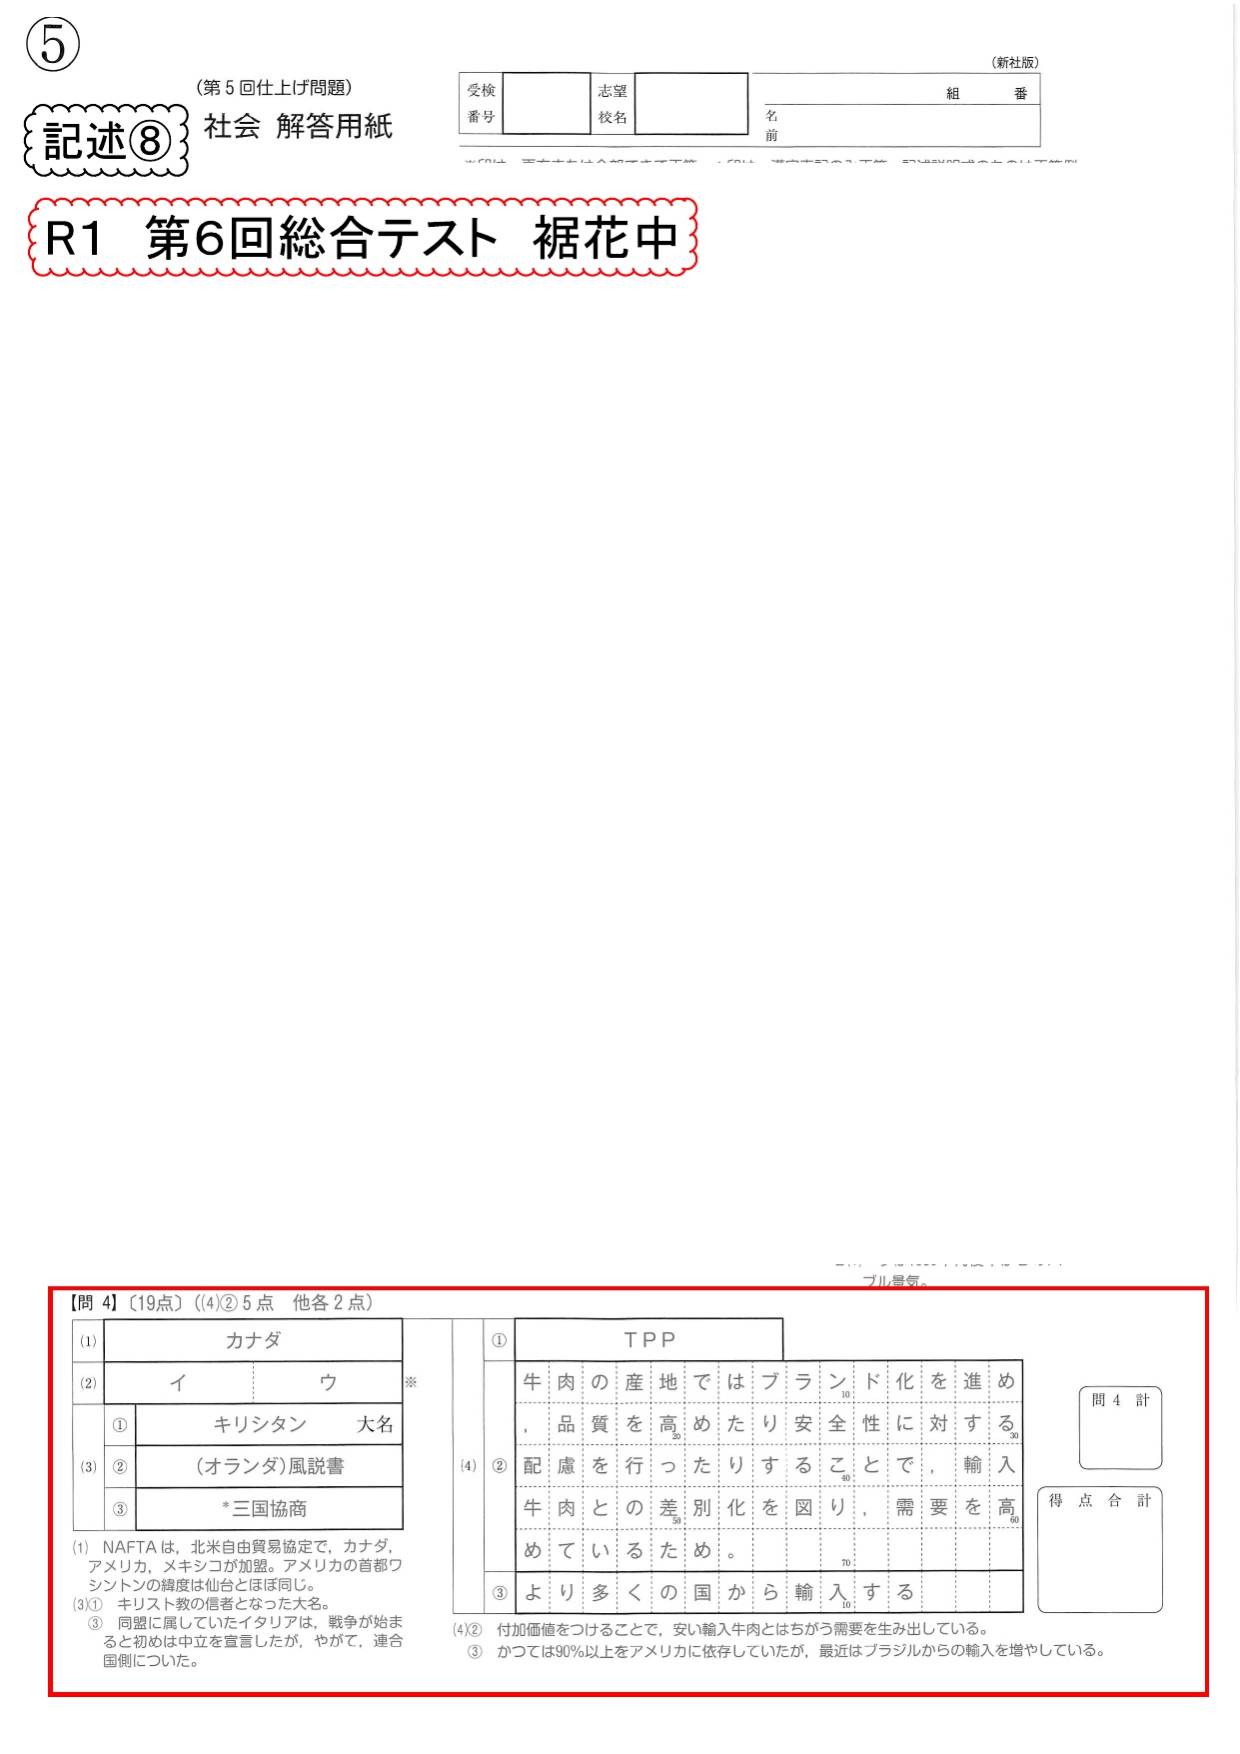 ⑤
(第5回仕上げ問題)
記述⑧
社会 解答用紙
(新社版)
受検番号
志望校名
組 番
名前
R1 第6回総合テスト 裾花中
ブル景気。
【問 4】〔19点〕((4)②5点 他各2点)
(1) カナダ
(2) イ ウ ※
(3) ① キリシタン 大名
② (オランダ)風説書
③ *三国協商
(1) NAFTAは，北米自由貿易協定で，カナダ，
アメリカ，メキシコが加盟。アメリカの首都ワ
シントンの緯度は仙台とほぼ同じ。
(3)① キリスト教の信者となった大名。
③ 同盟に属していたイタリアは，戦争が始ま
ると初めは中立を宣言したが，やがて，連合
国側についた。
(4) ① TPP
② 牛肉の産地ではブランド化を進め
10
，品質を高めたり安全性に対する
20 30
配慮を行ったりすることで，輸入
40
牛肉との差別化を図り，需要を高
50 60
めているため。
70
③ より多くの国から輸入する
10
(4)② 付加価値をつけることで，安い輸入牛肉とはちがう需要を生み出している。
③ かつては90%以上をアメリカに依存していたが，最近はブラジルからの輸入を増やしている。
問 4 計
得点合計